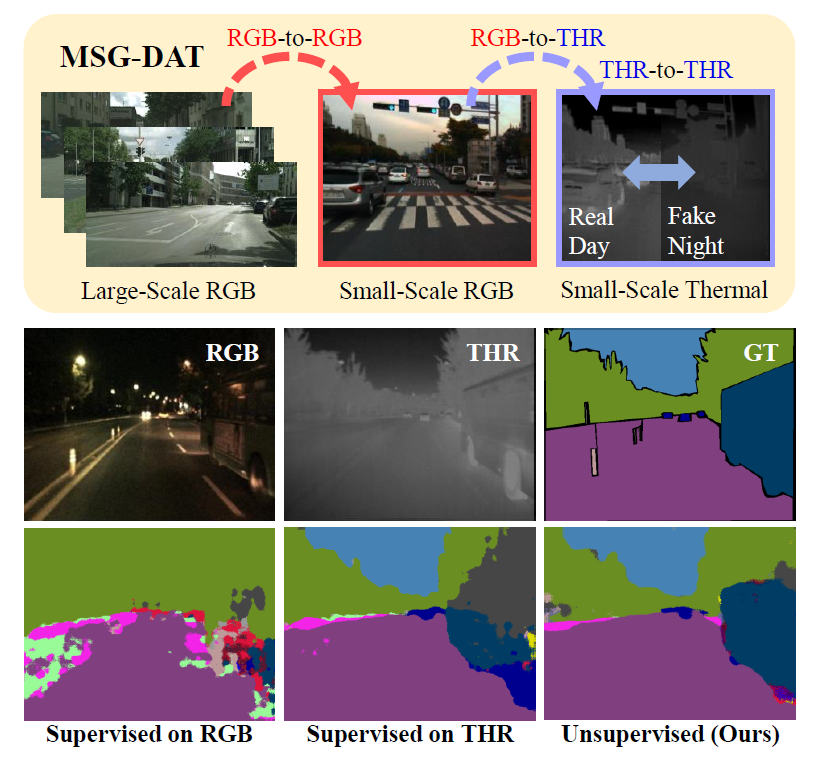 MSG-DAT
RGB-to-RGB
RGB-to-THR
THR-to-THR
Real
Day
Fake
Night
Large-Scale RGB
Small-Scale RGB
Small-Scale Thermal
RGB
THR
GT
Supervised on RGB
Supervised on THR
Unsupervised (Ours)